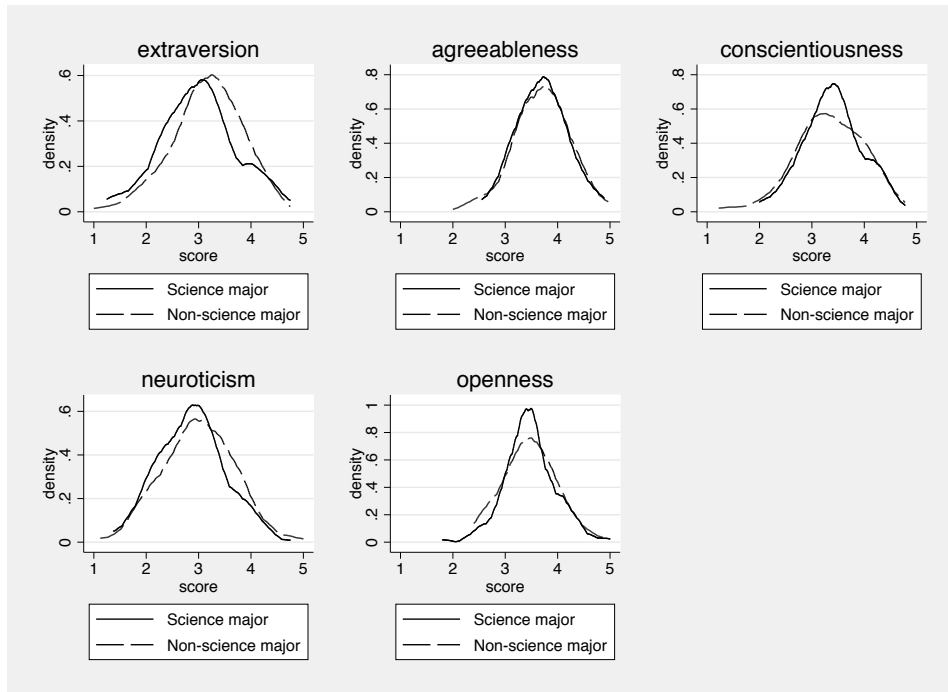 extraversion
density
.6
.4
.2
0
1 2 3 4 5
score
Science major
Non-science major
agreeableness
density
.8
.6
.4
.2
0
1 2 3 4 5
score
Science major
Non-science major
conscientiousness
density
.8
.6
.4
.2
0
1 2 3 4 5
score
Science major
Non-science major
neuroticism
density
.6
.4
.2
0
1 2 3 4 5
score
Science major
Non-science major
openness
density
1
.8
.6
.4
.2
0
1 2 3 4 5
score
Science major
Non-science major